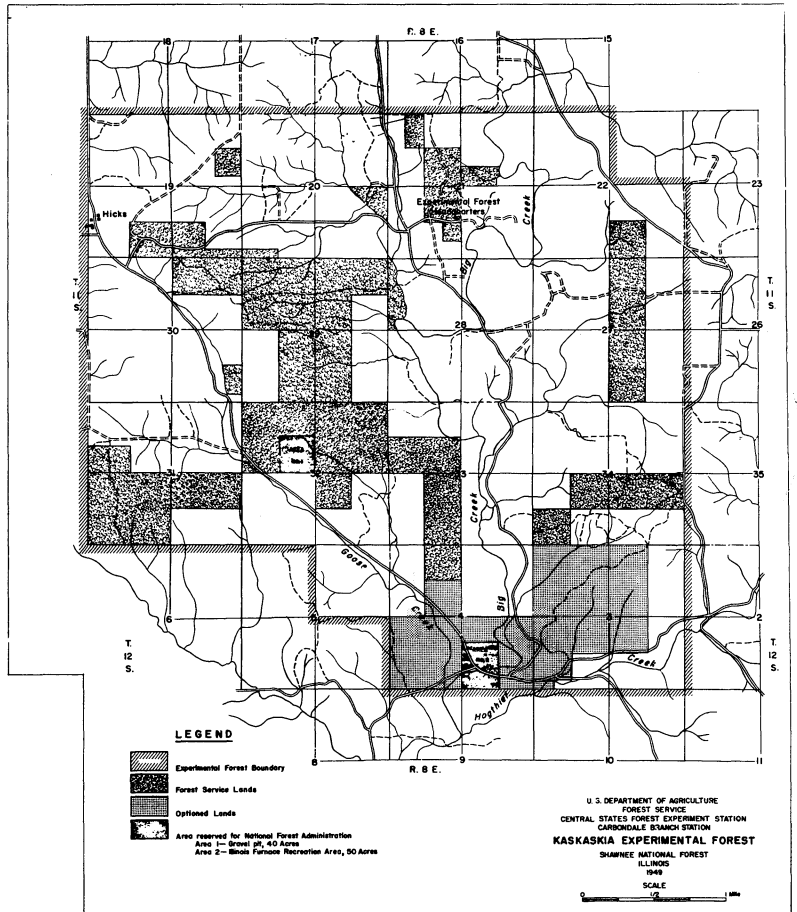 R. 8 E.
18
17
16
15
19
20
22
23
Hicks
Experimental Forest
Headquarters
Creek
Big
T.
11
S.
T.
11
S.
30
29
28
27
26
31
34
35
Creek
Goose
Creek
Big
6
4
3
2
T.
12
S.
T.
12
S.
Creek
Hogthief
8
9
10
11
R. 8 E.
LEGEND
Experimental Forest Boundary
Forest Service Lands
Optioned Lands
Area reserved for National Forest Administration
Area 1— Gravel pit, 40 Acres
Area 2— Illinois Furnace Recreation Area, 50 Acres
U. S. DEPARTMENT OF AGRICULTURE
FOREST SERVICE
CENTRAL STATES FOREST EXPERIMENT STATION
CARBONDALE BRANCH STATION
KASKASKIA EXPERIMENTAL FOREST
SHAWNEE NATIONAL FOREST
ILLINOIS
1949
SCALE
0 1/2 1 Mile